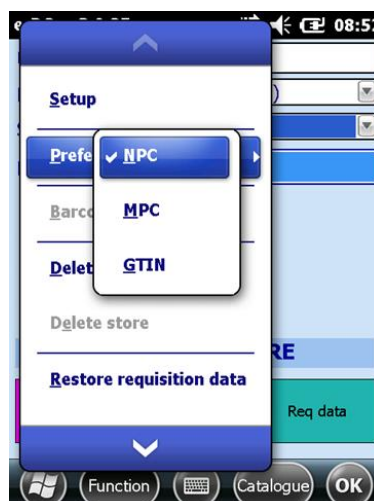 08:5
Setup
Prefe
NPC
Barco
MPC
Delet
GTIN
Delete store
RE
Restore requisition data
Req data
Function
Catalogue
OK